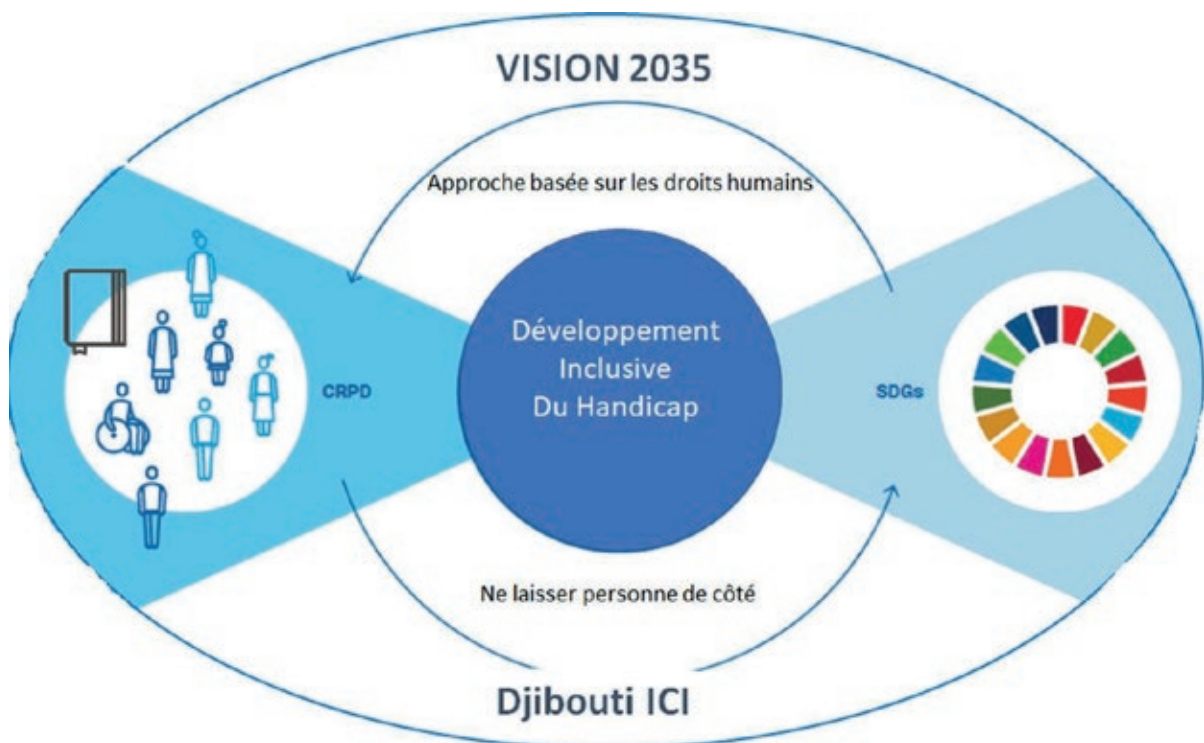 VISION 2035
Approche basée sur les droits humains
Développement
Inclusive
Du Handicap
CRPD
SDGs
Ne laisser personne de côté
Djibouti ICI